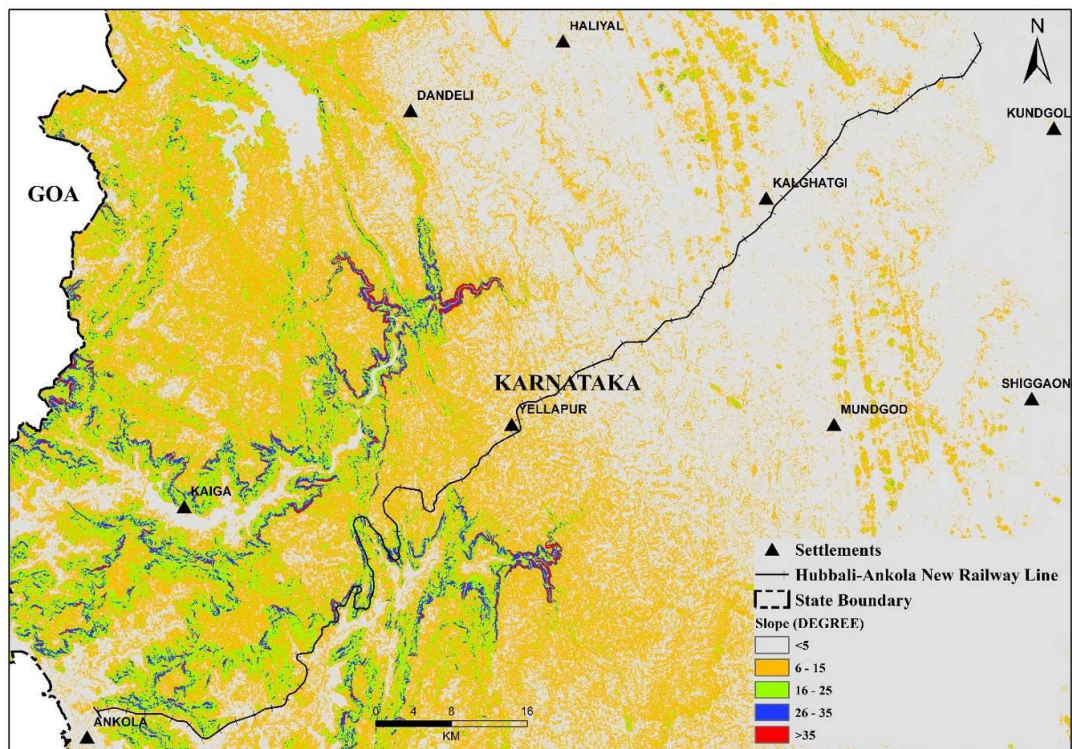 HALIYAL
N
DANDELI
KUNDGOL
GOA
KALGHATGI
KARNATAKA
SHIGGAON
YELLAPUR
MUNDGOD
KAIGA
Settlements
Hubbali-Ankola New Railway Line
State Boundary
Slope (DEGREE)
<5
6 - 15
16 - 25
26 - 35
>35
ANKOLA
0 4 8 16
KM